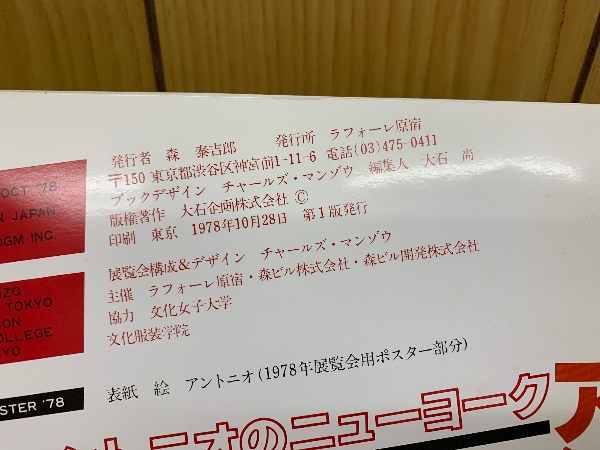 発行者 森 泰吉郎 発行所 ラフォーレ原宿
〒150 東京都渋谷区神宮前1-11-6 電話(03)475-0411
ブックデザイン チャールズ・マンゾウ 編集人 大石 尚
版権著作 大石企画株式会社 ©
印刷 東京 1978年10月28日 第1版発行
展覧会構成&デザイン チャールズ・マンゾウ
主催 ラフォーレ原宿・森ビル株式会社・森ビル開発株式会社
協力 文化女子大学
文化服装学院
表紙 絵 アントニオ(1978年展覧会用ポスター部分)
OCT '78
JAPAN
INC.
TOKYO
'78
トニオのニューヨーク